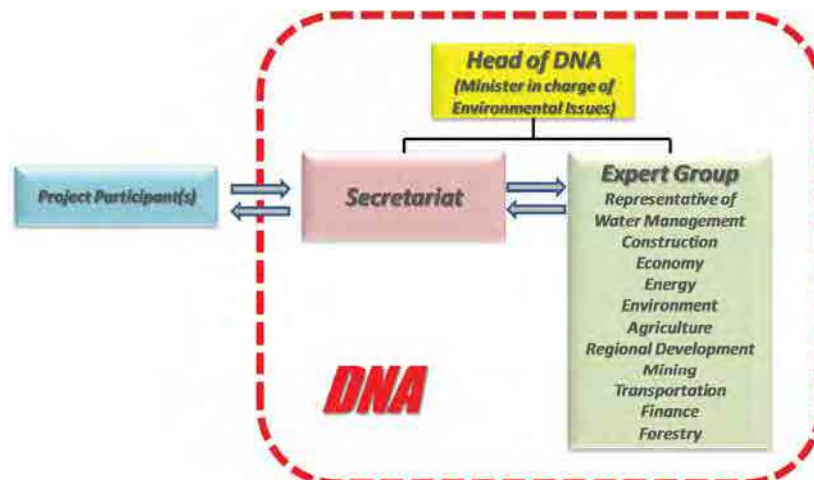 Head of DNA
(Minister in charge of
Environmental Issues)
Project Participant(s)
Secretariat
Expert Group
Representative of
Water Management
Construction
Economy
Energy
Environment
Agriculture
Regional Development
Mining
Transportation
Finance
Forestry
DNA